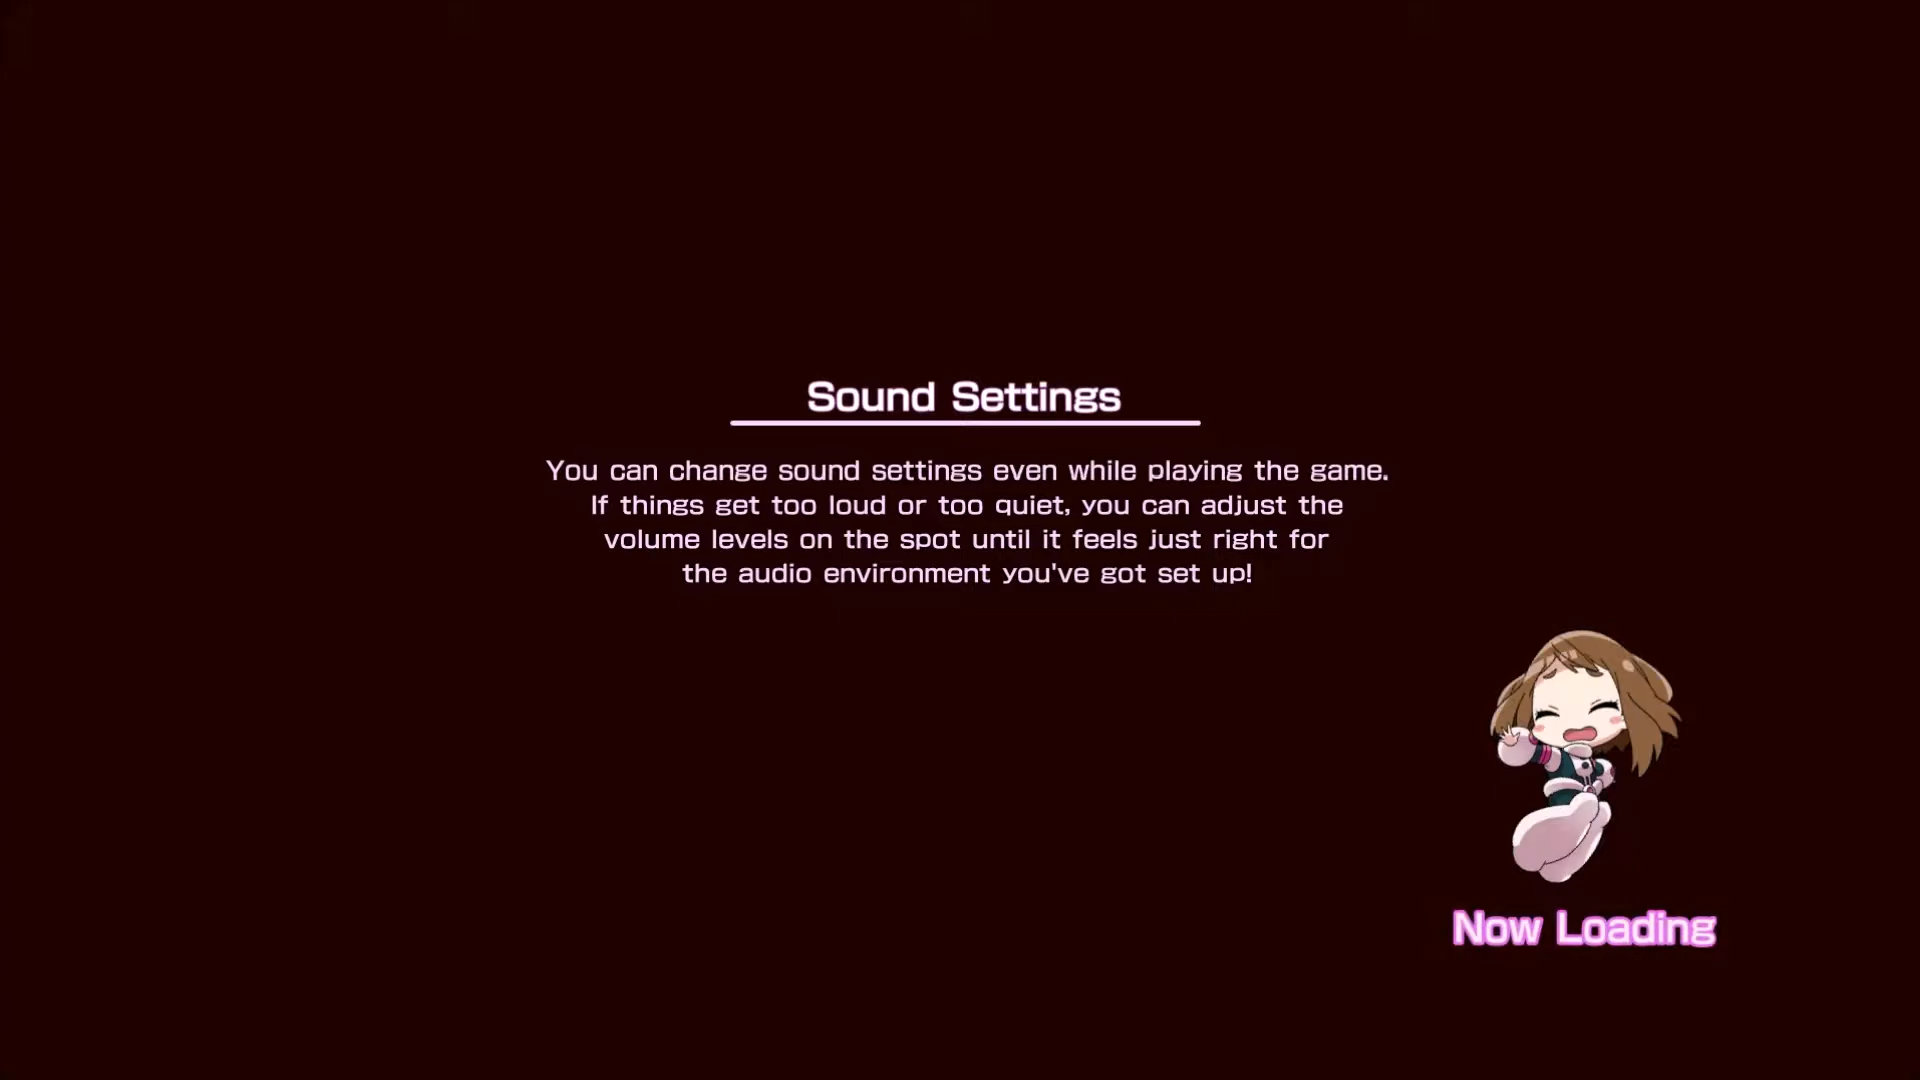 Sound Settings
You can change sound settings even while playing the game.
If things get too loud or too quiet, you can adjust the
volume levels on the spot until it feels just right for
the audio environment you've got set up!
Now Loading